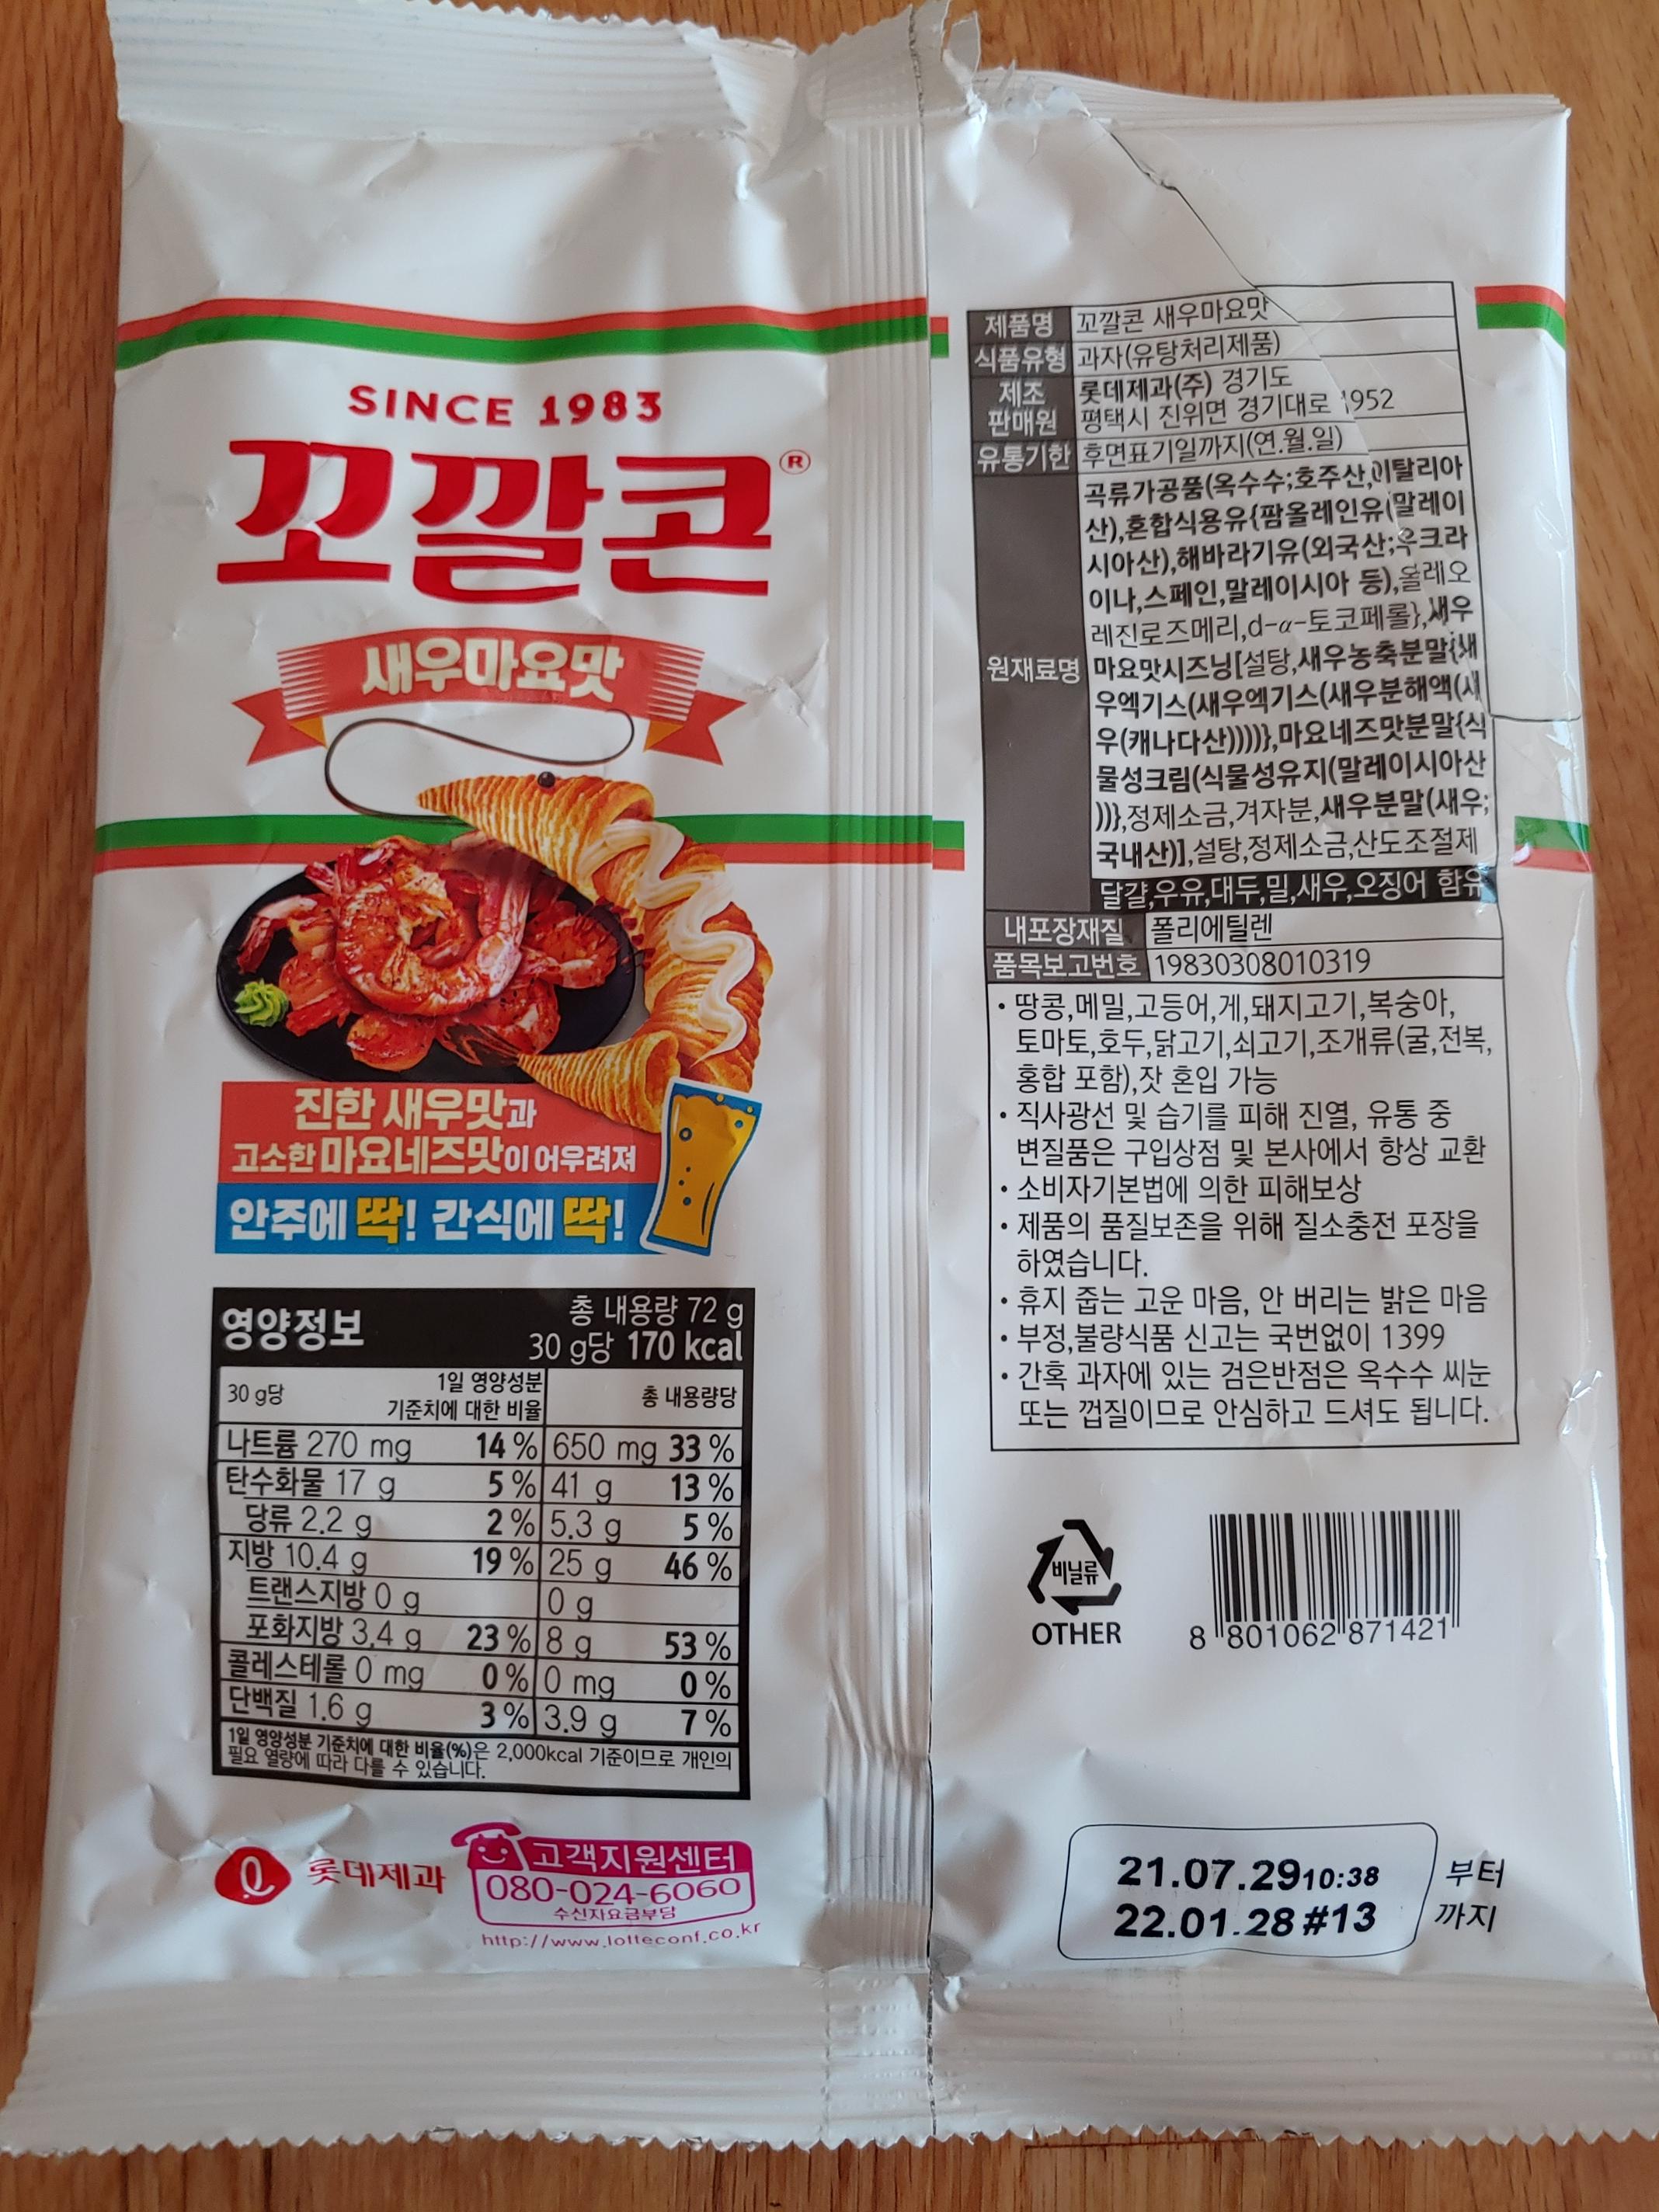 SINCE 1983
꼬깔콘®
새우마요맛
진한 새우맛과
고소한 마요네즈맛이 어우려져
안주에 딱! 간식에 딱!
영양정보
총 내용량 72 g
30 g당 170 kcal
30 g당 1일 영양성분 기준치에 대한 비율 총 내용량당
나트륨 270 mg 14 % 650 mg 33 %
탄수화물 17 g 5 % 41 g 13 %
당류 2.2 g 2 % 5.3 g 5 %
지방 10.4 g 19 % 25 g 46 %
트랜스지방 0 g 0 g
포화지방 3.4 g 23 % 8 g 53 %
콜레스테롤 0 mg 0 % 0 mg 0 %
단백질 1.6 g 3 % 3.9 g 7 %
1일 영양성분 기준치에 대한 비율(%)은 2,000kcal 기준이므로 개인의
필요 열량에 따라 다를 수 있습니다.
롯데제과
고객지원센터
080-024-6060
수신자요금부담
http://www.lotteconf.co.kr
제품명 꼬깔콘 새우마요맛
식품유형 과자(유탕처리제품)
제조 롯데제과(주) 경기도
판매원 평택시 진위면 경기대로 1952
유통기한 후면표기일까지(연.월.일)
원재료명
곡류가공품(옥수수;호주산,이탈리아
산),혼합식용유{팜올레인유(말레이
시아산),해바라기유(외국산;우크라
이나,스페인,말레이시아 등),올레오
레진로즈메리,d-α-토코페롤},새우
마요맛시즈닝[설탕,새우농축분말{새
우엑기스(새우엑기스(새우분해액(새
우(캐나다산))))},마요네즈맛분말{식
물성크림(식물성유지(말레이시아산
))},정제소금,겨자분,새우분말(새우;
국내산)],설탕,정제소금,산도조절제
달걀,우유,대두,밀,새우,오징어 함유
내포장재질 폴리에틸렌
품목보고번호 19830308010319
• 땅콩,메밀,고등어,게,돼지고기,복숭아,
토마토,호두,닭고기,쇠고기,조개류(굴,전복,
홍합 포함),잣 혼입 가능
• 직사광선 및 습기를 피해 진열, 유통 중
변질품은 구입상점 및 본사에서 항상 교환
• 소비자기본법에 의한 피해보상
• 제품의 품질보존을 위해 질소충전 포장을
하였습니다.
• 휴지 줍는 고운 마음, 안 버리는 밝은 마음
• 부정,불량식품 신고는 국번없이 1399
• 간혹 과자에 있는 검은반점은 옥수수 씨눈
또는 껍질이므로 안심하고 드셔도 됩니다.
비닐류
OTHER
8 801062 871421
21.07.29 10:38 부터
22.01.28 #13 까지